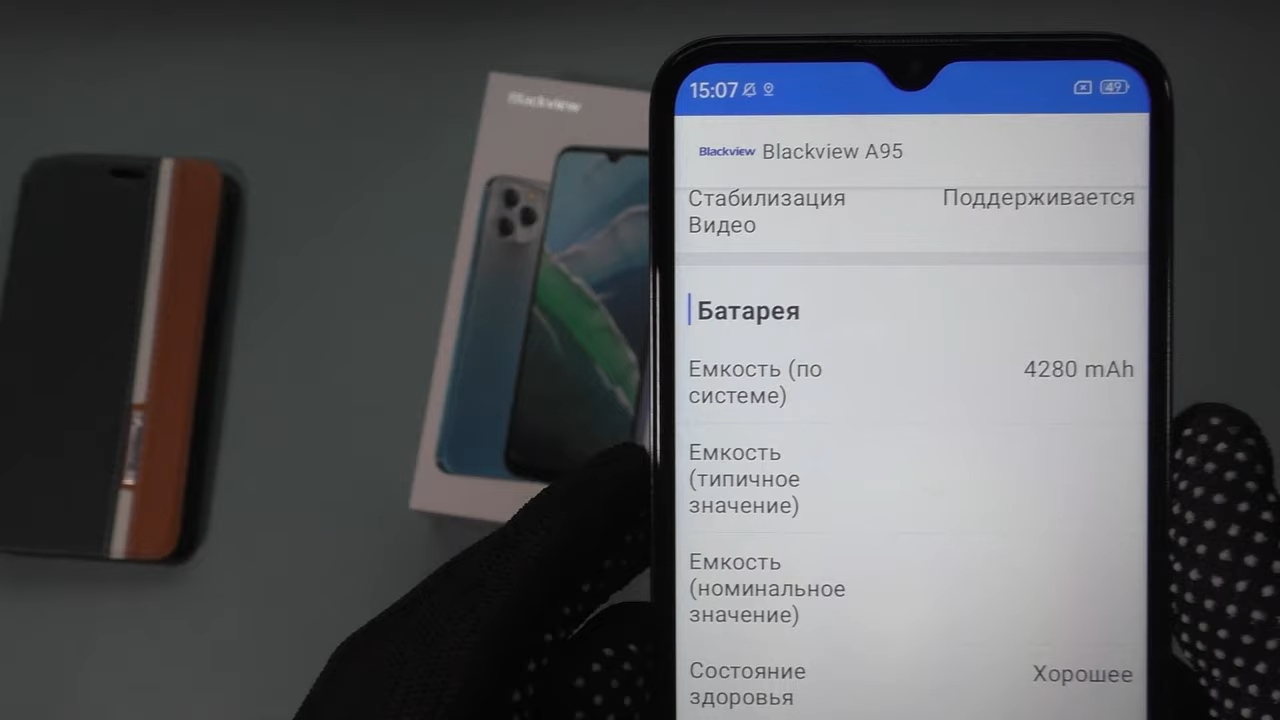 Blackview
15:07
49
Blackview Blackview A95
Стабилизация Поддерживается
Видео
Батарея
Емкость (по 4280 mAh
системе)
Емкость
(типичное
значение)
Емкость
(номинальное
значение)
Состояние Хорошее
здоровья